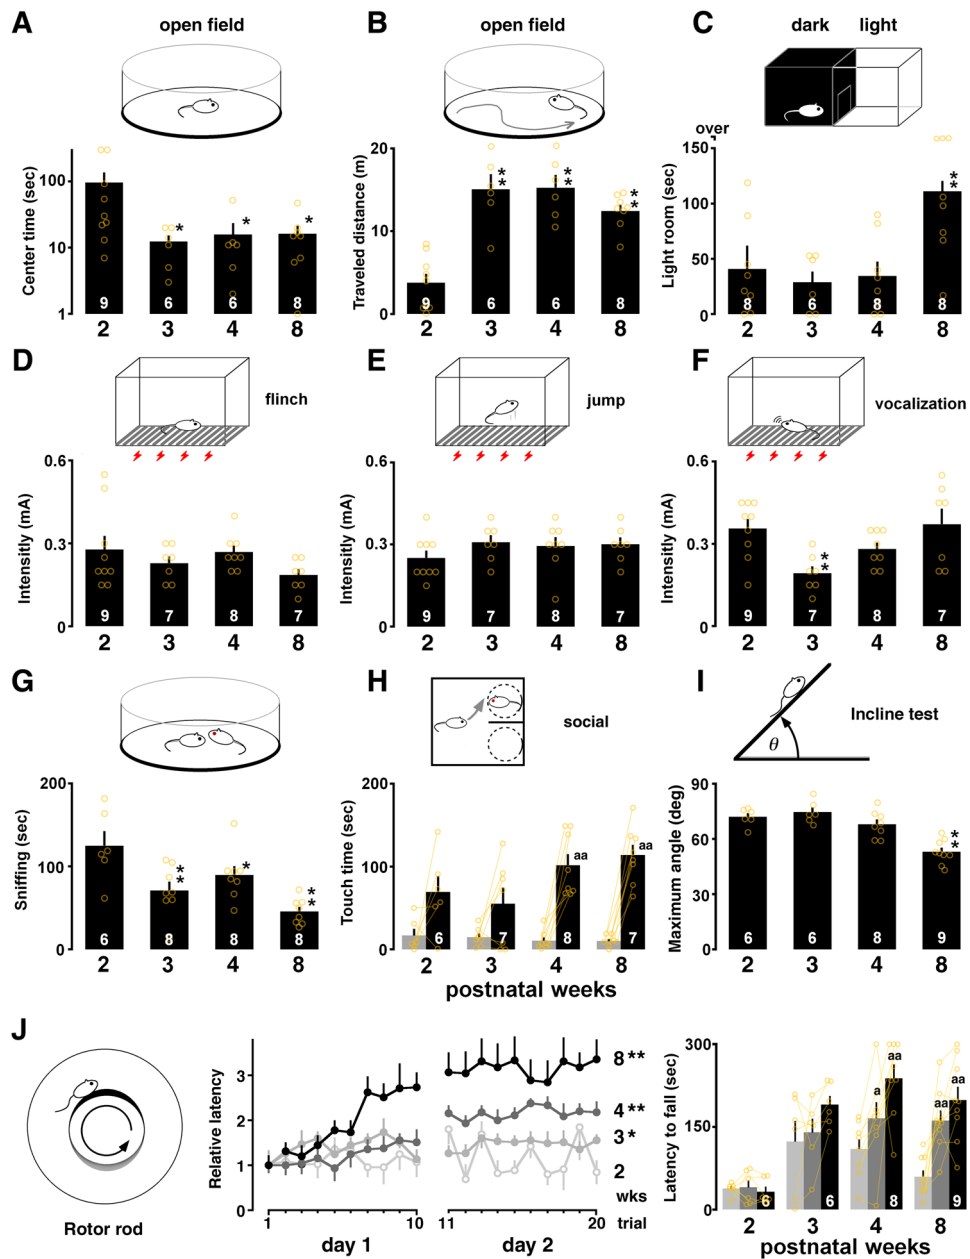 A open field
B open field
C dark light
Center time (sec)
100
10
1
9 6 6 8
2 3 4 8
*
*
*
Traveled distance (m)
20
10
0
9 6 6 8
2 3 4 8
**
**
**
Light room (sec)
over
150
100
50
0
8 6 8 8
2 3 4 8
**
D flinch
E jump
F vocalization
Intensitly (mA)
0.6
0.3
0
9 7 8 7
2 3 4 8
Intensitly (mA)
0.6
0.3
0
9 7 8 7
2 3 4 8
Intensitly (mA)
0.6
0.3
0
9 7 8 7
2 3 4 8
**
G
H social
I Incline test
θ
Sniffing (sec)
200
100
0
6 8 8 8
2 3 4 8
**
*
**
Touch time (sec)
200
100
0
6 7 8 7
aa aa
2 3 4 8
postnatal weeks
Maximum angle (deg)
90
60
30
0
6 6 8 9
2 3 4 8
**
J
Rotor rod
Relative latency
3
2
1
0
1 10 11 20 trial
day 1 day 2
8**
4**
3*
2
wks
Latency to fall (sec)
300
150
0
6 6 8 9
a aa aa aa
2 3 4 8
postnatal weeks